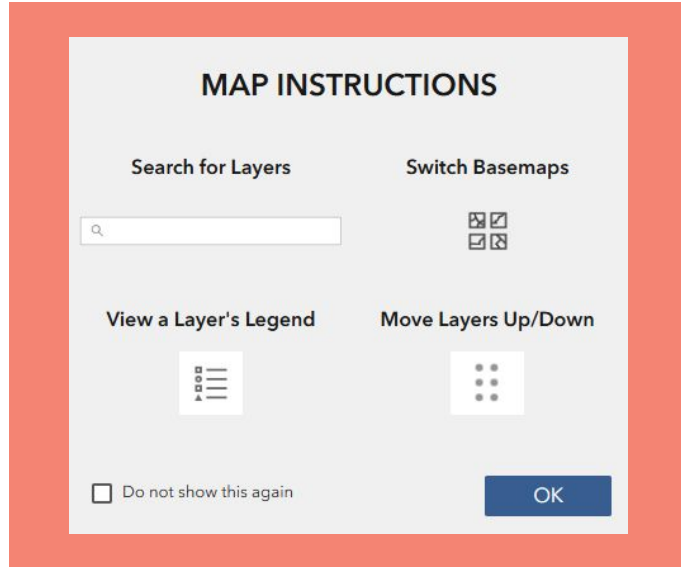 MAP INSTRUCTIONS
Search for Layers
Switch Basemaps
View a Layer's Legend
Move Layers Up/Down
Do not show this again
OK